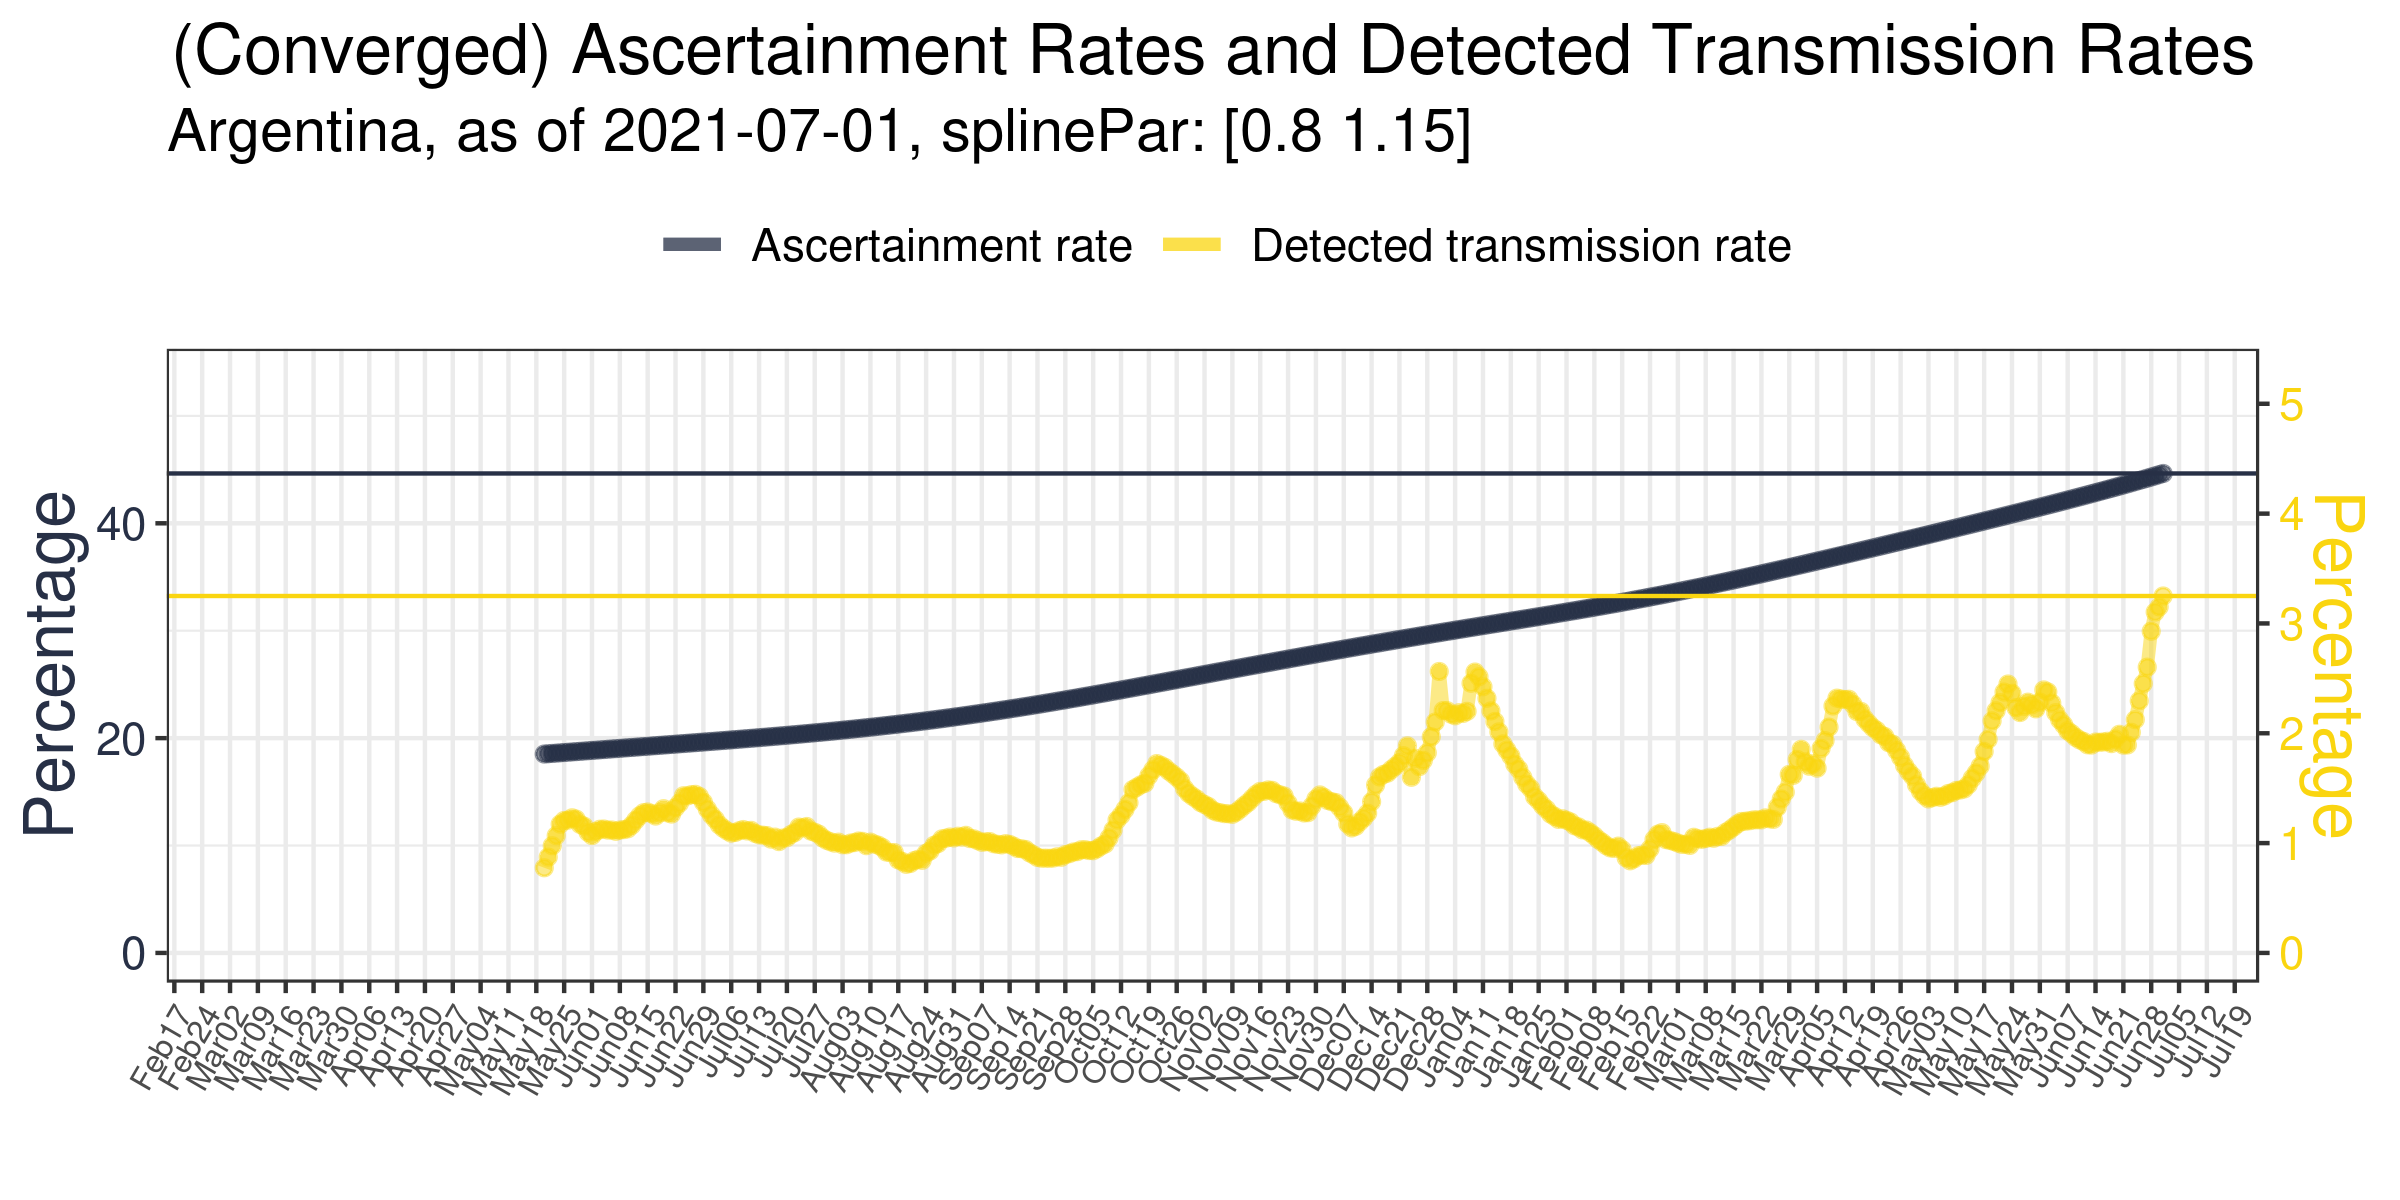 (Converged) Ascertainment Rates and Detected Transmission Rates
Argentina, as of 2021-07-01, splinePar: [0.8 1.15]
Ascertainment rate Detected transmission rate
Percentage
40
20
0
5
4
3
2
1
0
Percentage
Feb17
Feb24
Mar02
Mar09
Mar16
Mar23
Mar30
Apr06
Apr13
Apr20
Apr27
May04
May11
May18
May25
Jun01
Jun08
Jun15
Jun22
Jun29
Jul06
Jul13
Jul20
Jul27
Aug03
Aug10
Aug17
Aug24
Aug31
Sep07
Sep14
Sep21
Sep28
Oct05
Oct12
Oct19
Oct26
Nov02
Nov09
Nov16
Nov23
Nov30
Dec07
Dec14
Dec21
Dec28
Jan04
Jan11
Jan18
Jan25
Feb01
Feb08
Feb15
Feb22
Mar01
Mar08
Mar15
Mar22
Mar29
Apr05
Apr12
Apr19
Apr26
May03
May10
May17
May24
May31
Jun07
Jun14
Jun21
Jun28
Jul05
Jul12
Jul19